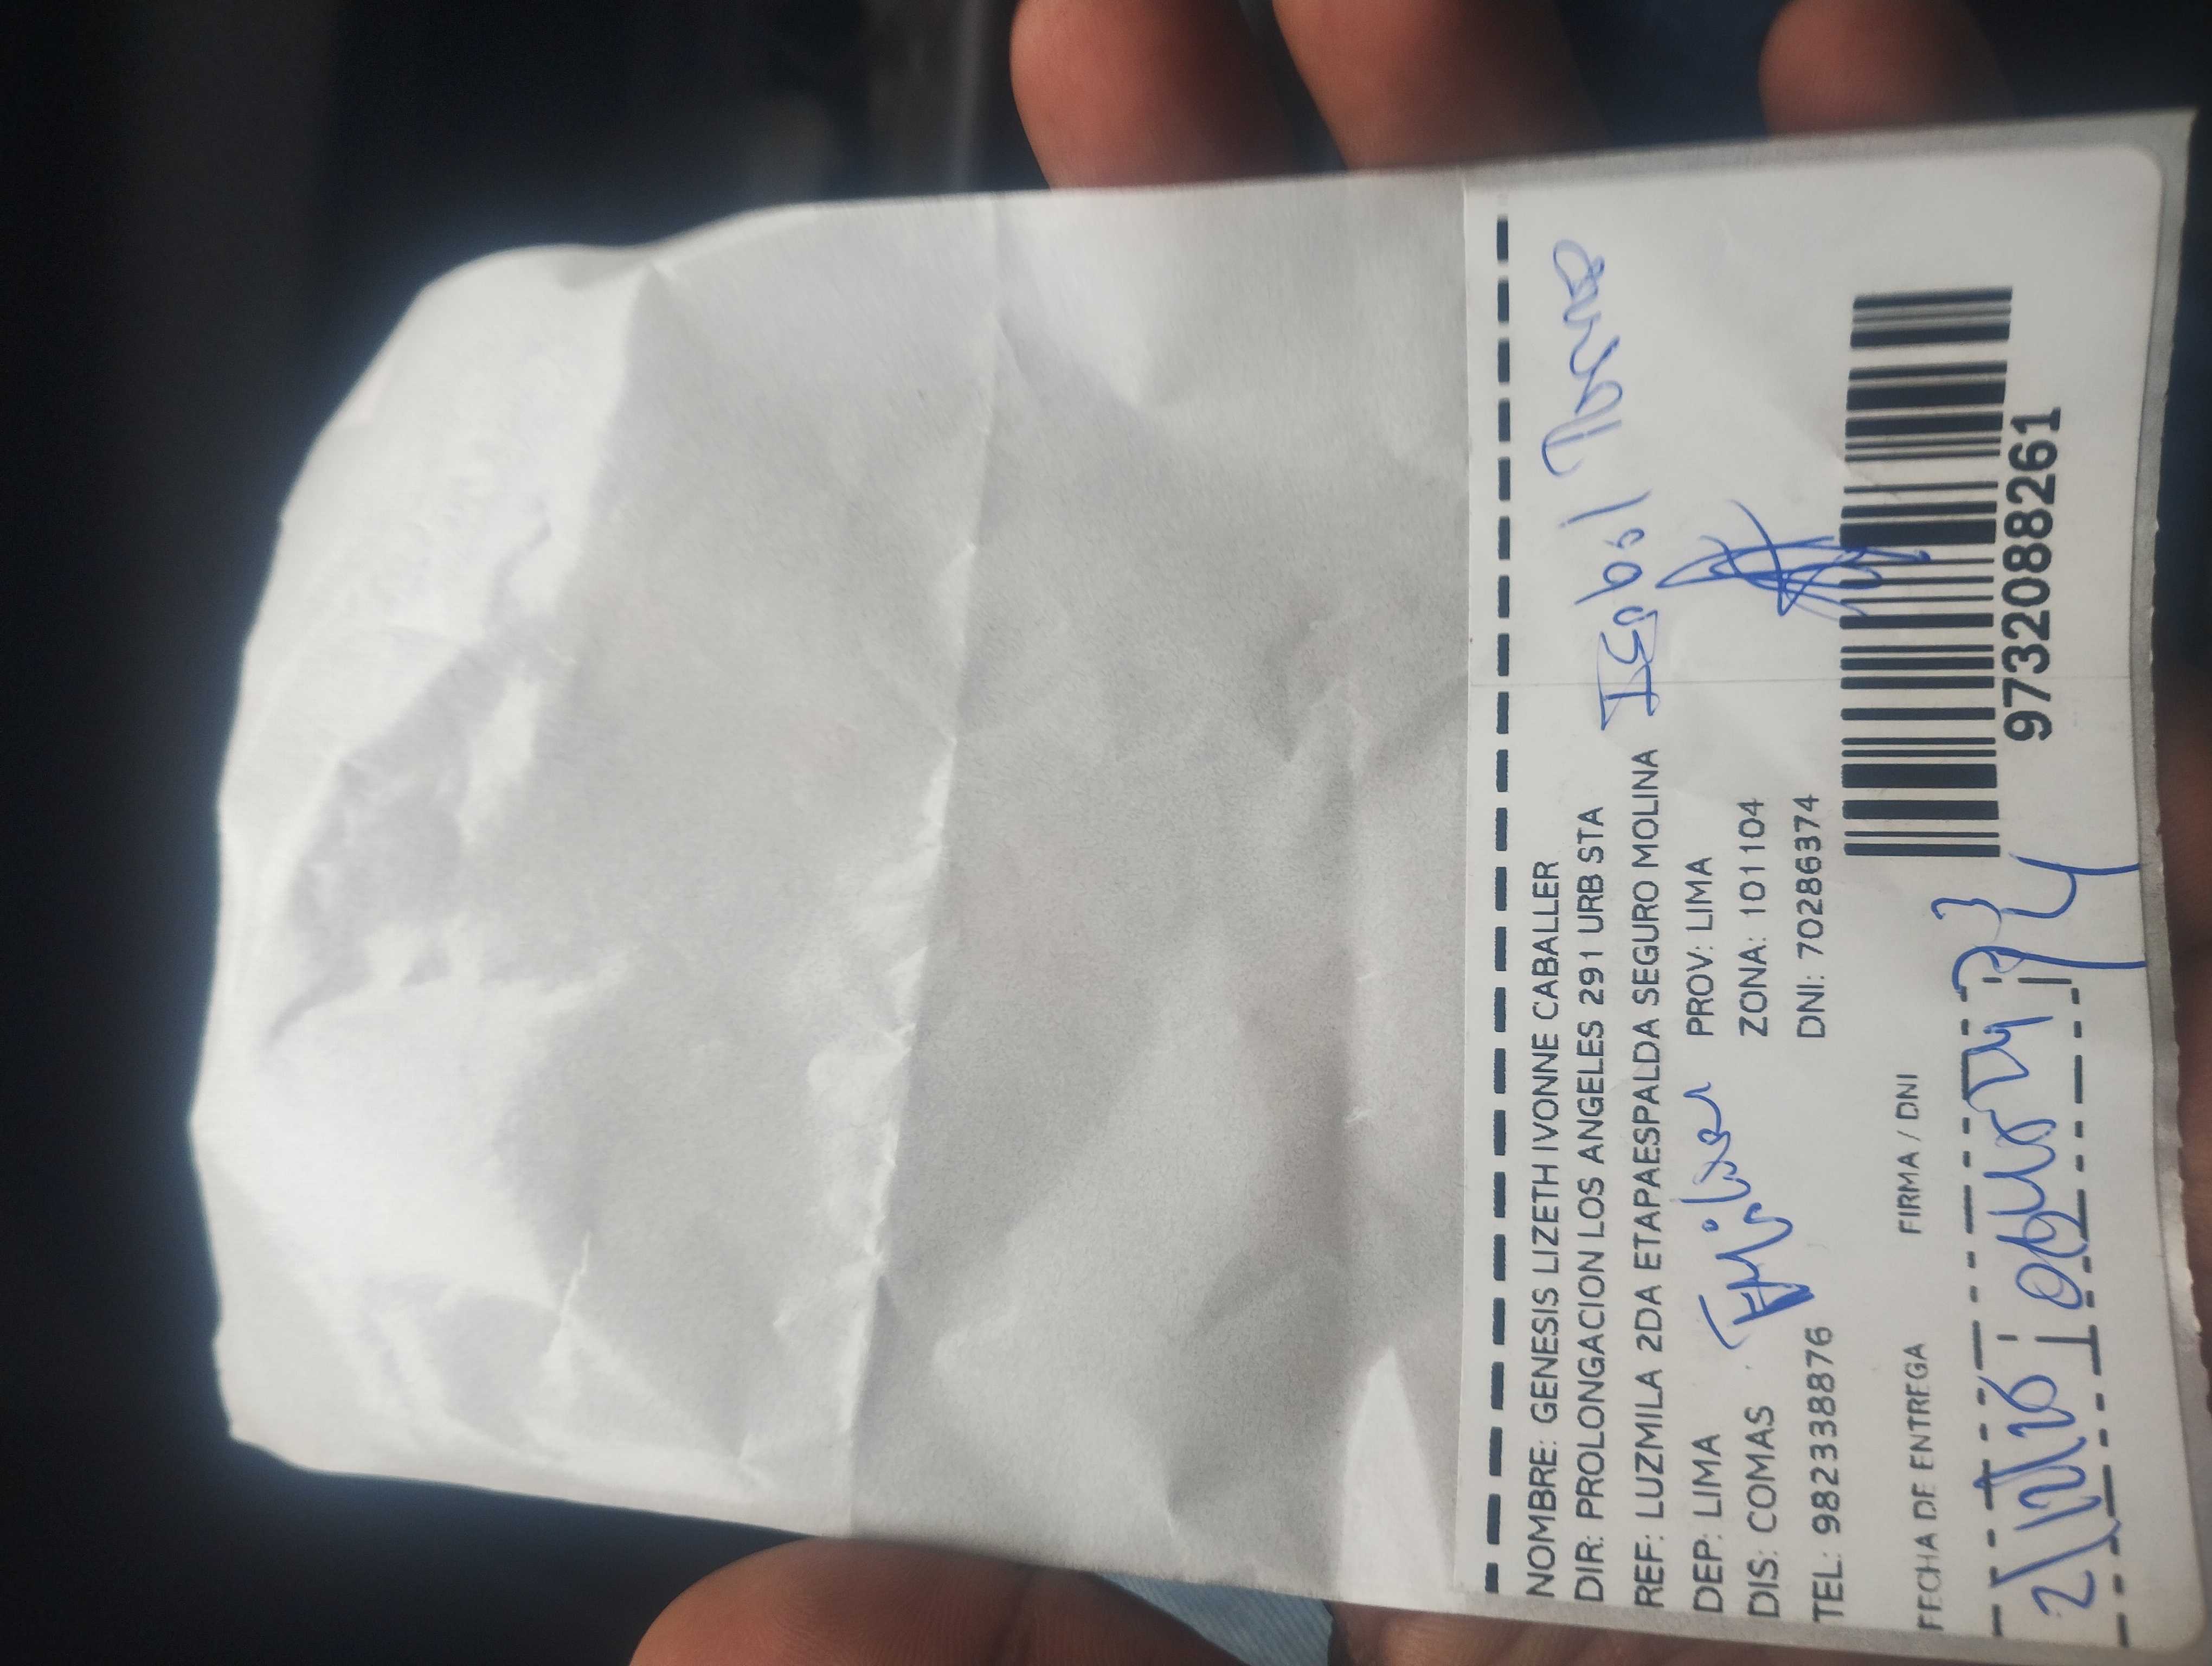 NOMBRE: GENESIS LIZETH IVONNE CABALLER
DIR: PROLONGACION LOS ANGELES 291 URB STA
REF: LUZMILA 2DA ETAPAESPALDA SEGURO MOLINA
Isabel
DEP: LIMA PROV: LIMA
DIS: COMAS ZONA: 101104
TEL: 982338876 DNI: 70286374
FECHA DE ENTREGA FIRMA / DNI
9732088261